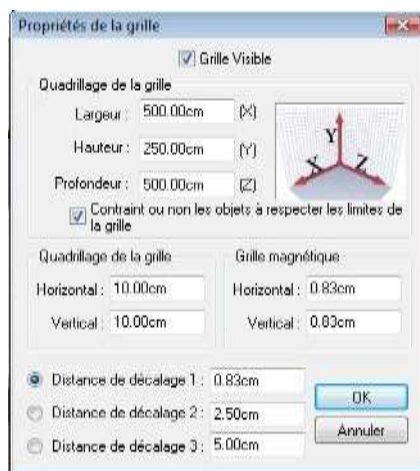 Propriétés de la grille
Grille Visible
Quadrillage de la grille
Largeur : 500.00cm (X)
Hauteur : 250.00cm (Y)
Profondeur : 500.00cm (Z)
X Y Z
Contraint ou non les objets à respecter les limites de
la grille
Quadrillage de la grille
Horizontal : 10.00cm
Vertical : 10.00cm
Grille magnétique
Horizontal : 0.83cm
Vertical : 0.83cm
Distance de décalage 1 : 0.83cm
Distance de décalage 2 : 2.50cm
Distance de décalage 3 : 5.00cm
OK
Annuler